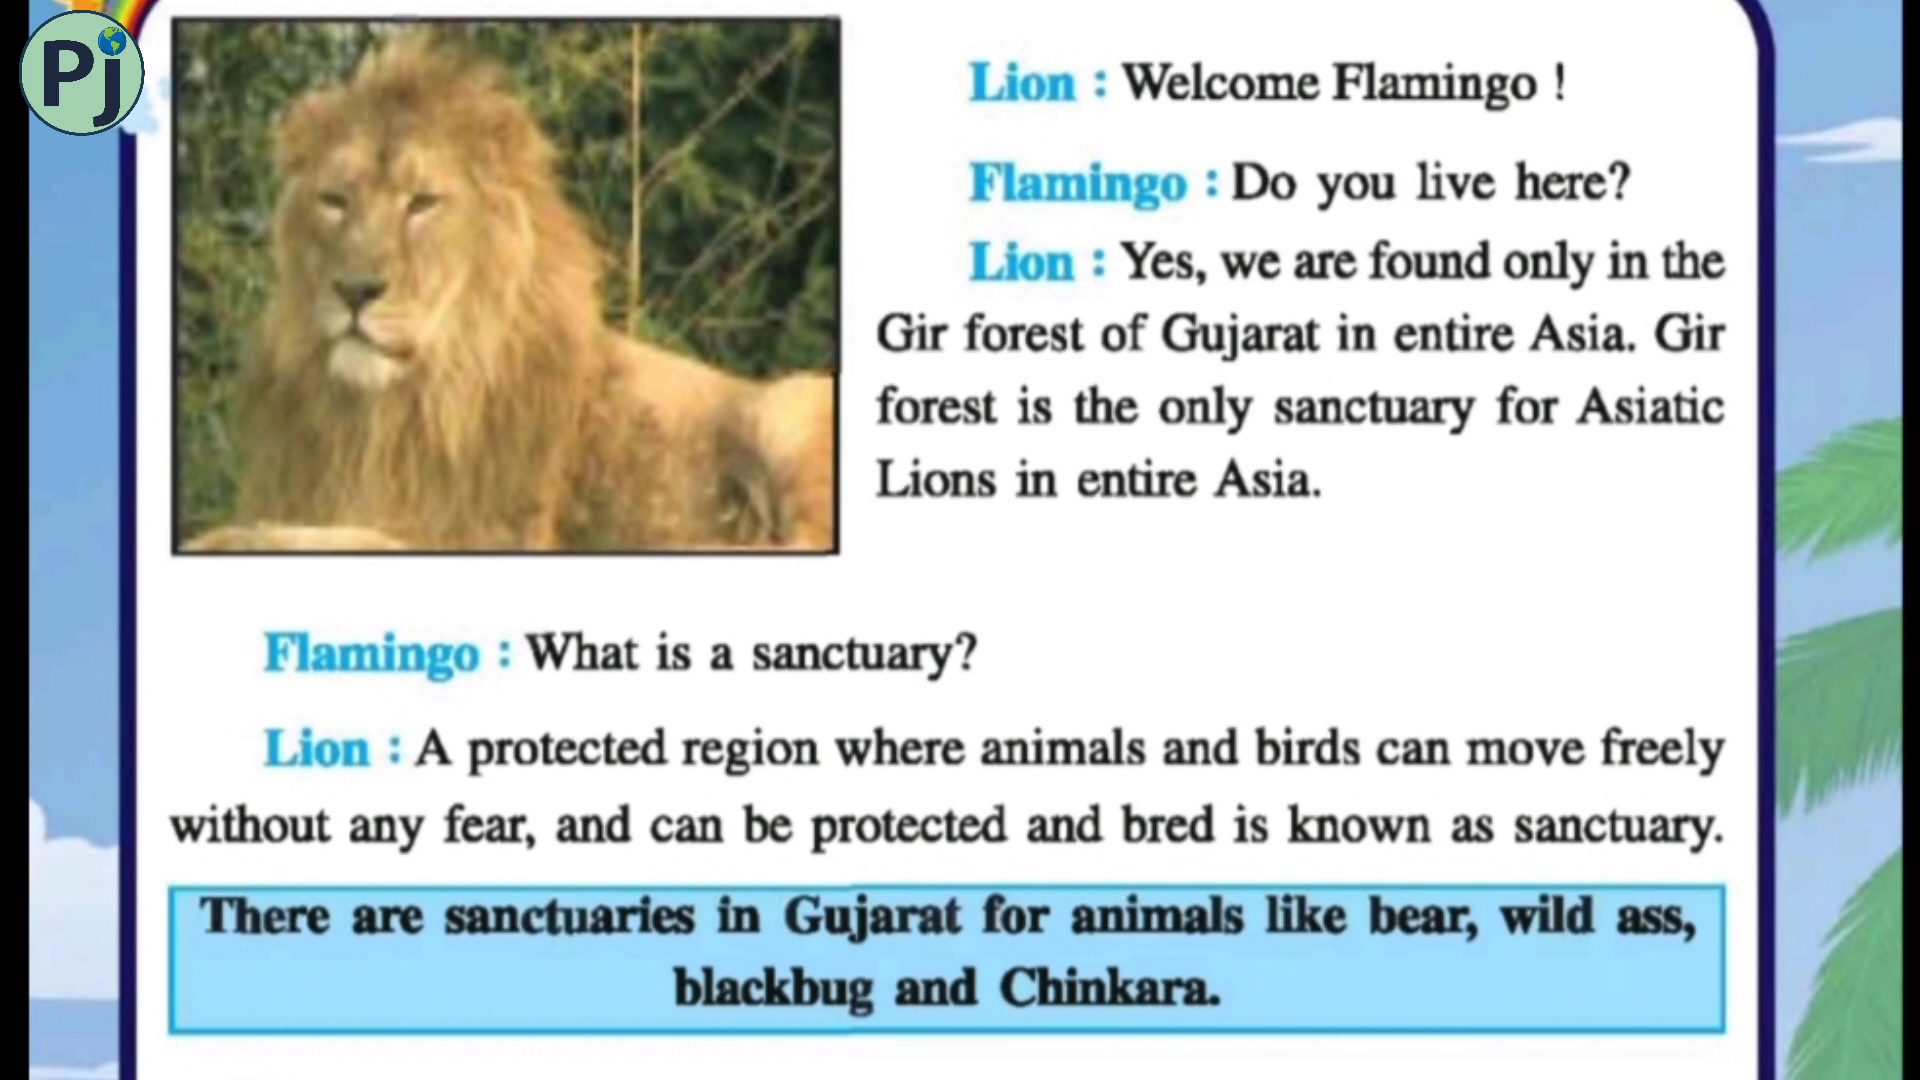 Pj
Lion : Welcome Flamingo !
Flamingo : Do you live here?
Lion : Yes, we are found only in the
Gir forest of Gujarat in entire Asia. Gir
forest is the only sanctuary for Asiatic
Lions in entire Asia.
Flamingo : What is a sanctuary?
Lion : A protected region where animals and birds can move freely
without any fear, and can be protected and bred is known as sanctuary.
There are sanctuaries in Gujarat for animals like bear, wild ass,
blackbug and Chinkara.